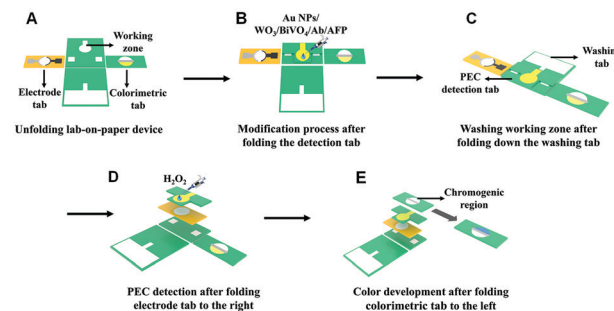 A
Working
zone
Electrode
tab
Colorimetric tab
Unfolding lab-on-paper device
B
Au NPs/
WO3/BiVO4/Ab/AFP
Modification process after
folding the detection tab
C
Washing
tab
PEC
detection tab
Washing working zone after
folding down the washing tab
D
H2O2
PEC detection after folding
electrode tab to the right
E
Chromogenic
region
Color development after folding
colorimetric tab to the left